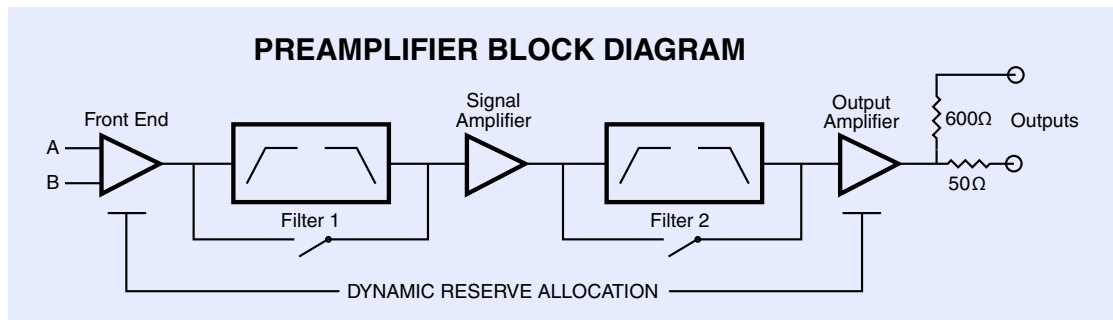 PREAMPLIFIER BLOCK DIAGRAM
Front End
A
B
Filter 1
Signal
Amplifier
Filter 2
Output
Amplifier
600Ω
Outputs
50Ω
DYNAMIC RESERVE ALLOCATION